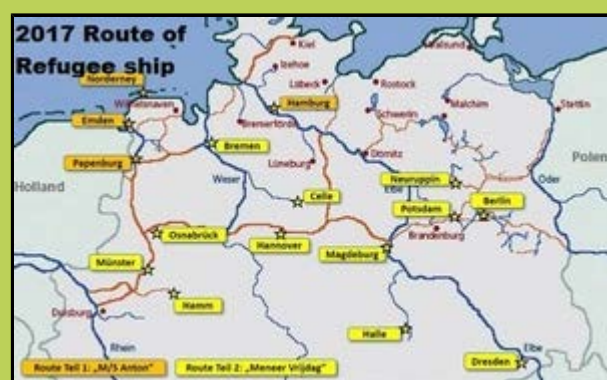 2017 Route of
Refugee ship
Kiel
Stralsund
Itzehoe
Norderney
Lübeck
Rostock
Wilhelmshaven
Hamburg
Schwerin
Malchim
Stettin
Emden
Bremerförde
Bremen
Dömitz
Papenburg
Lüneburg
Neuruppin
Polen
Holland
Weser
Elbe
Oder
Celle
Potsdam
Berlin
Osnabrück
Hannover
Brandenburg
Magdeburg
Münster
Hamm
Duisburg
Halle
Rhein
Elbe
Route Teil 1: „M/S Anton"
Route Teil 2: „Meneer Vrijdag"
Dresden